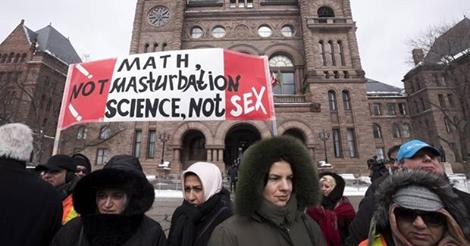 MATH,
NOT MASTURBATION
SCIENCE, NOT SEX